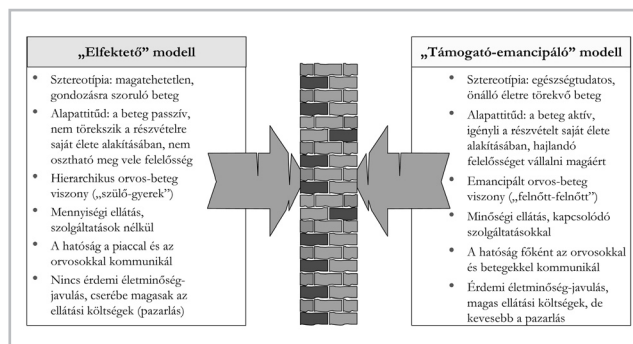 „Elfektető” modell
• Sztereotípia: magatehetetlen,
gondozásra szoruló beteg
• Alapattitűd: a beteg passzív,
nem törekszik a részvételre
saját élete alakításában, nem
osztható meg vele felelősség
• Hierarchikus orvos-beteg
viszony („szülő-gyerek”)
• Mennyiségi ellátás,
szolgáltatások nélkül
• A hatóság a piaccal és az
orvosokkal kommunikál
• Nincs érdemi életminőség-
javulás, cserébe magasak az
ellátási költségek (pazarlás)
„Támogató-emancipáló” modell
• Sztereotípia: egészségtudatos,
önálló életre törekvő beteg
• Alapattitűd: a beteg aktív,
igényli a részvételt saját élete
alakításában, hajlandó
felelősséget vállalni magáért
• Emancipált orvos-beteg
viszony („felnőtt-felnőtt”)
• Minőségi ellátás, kapcsolódó
szolgáltatásokkal
• A hatóság főként az orvosokkal
és betegekkel kommunikál
• Érdemi életminőség-javulás,
magas ellátási költségek, de
kevesebb a pazarlás